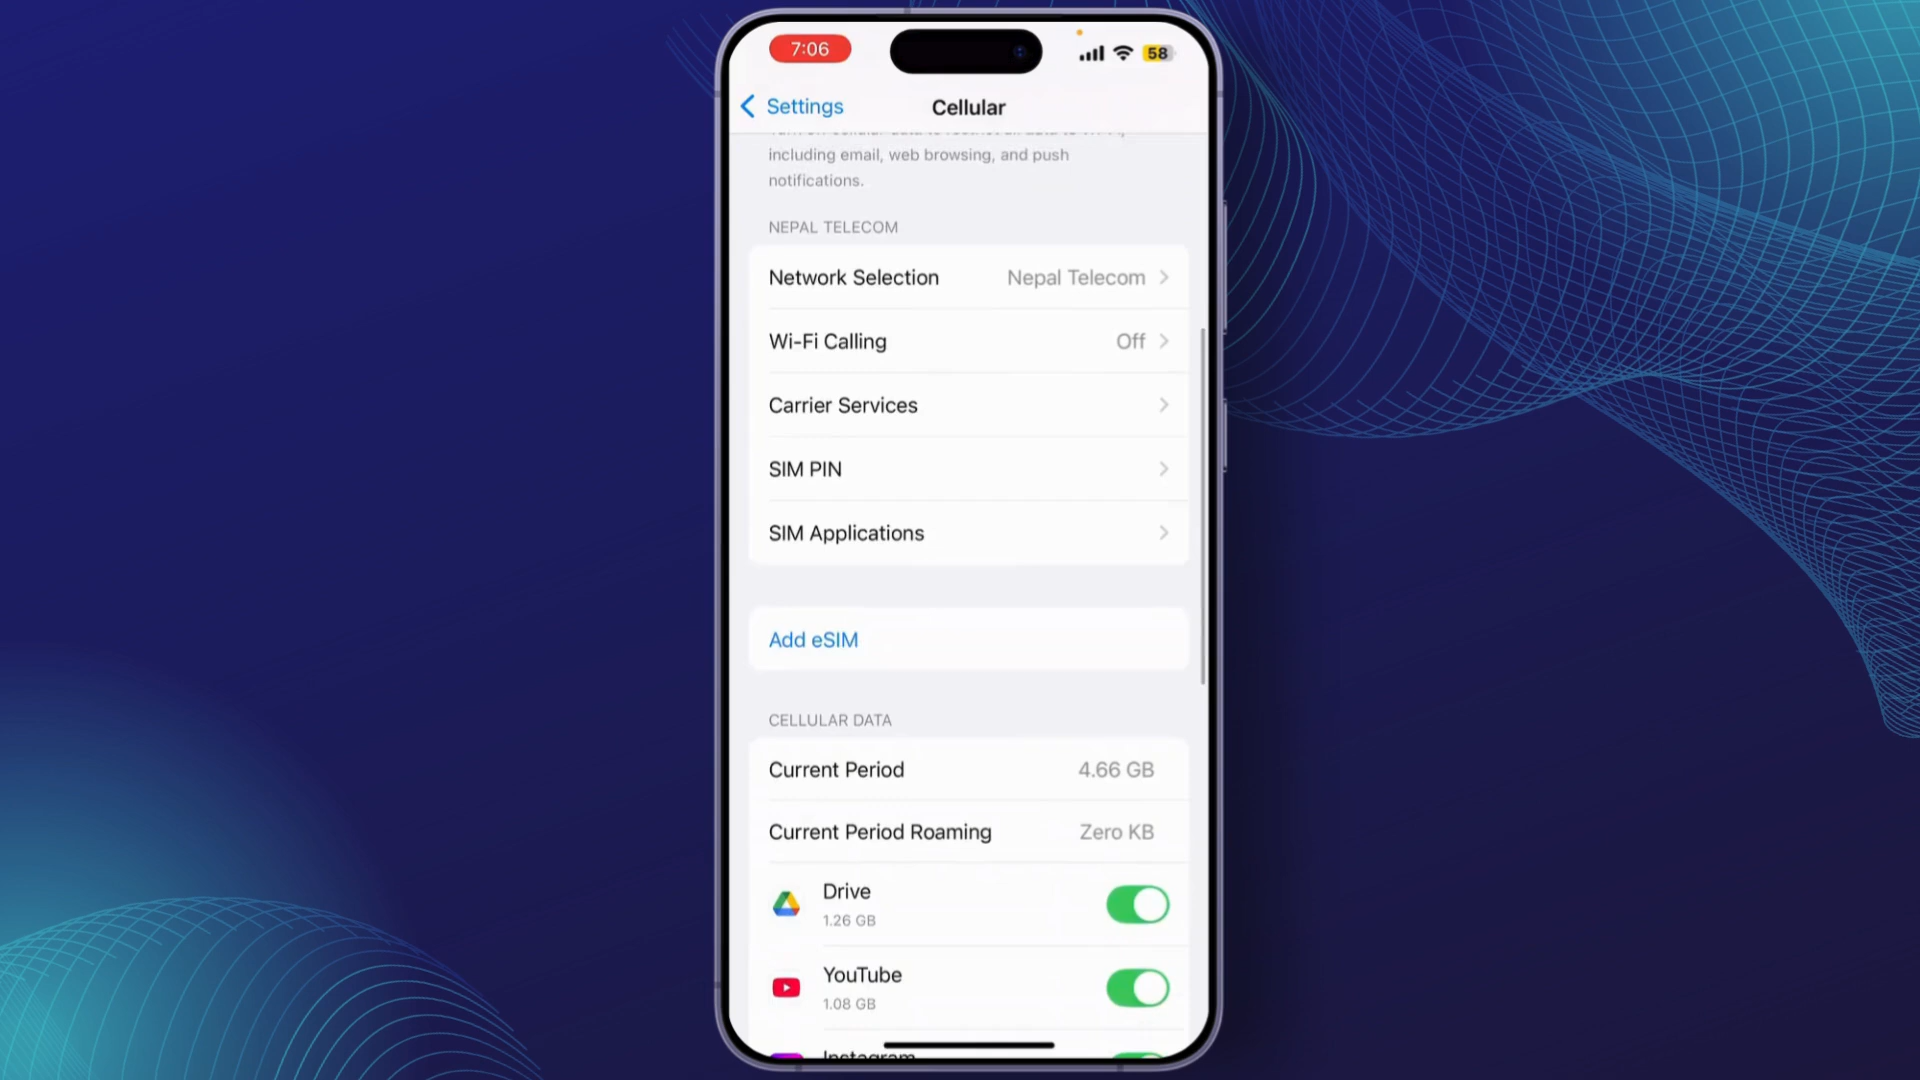 7:06
58
Settings
Cellular
including email, web browsing, and push
notifications.
NEPAL TELECOM
Network Selection
Nepal Telecom
Wi-Fi Calling
Off
Carrier Services
SIM PIN
SIM Applications
Add eSIM
CELLULAR DATA
Current Period
4.66 GB
Current Period Roaming
Zero KB
Drive
1.26 GB
YouTube
1.08 GB
Instagram